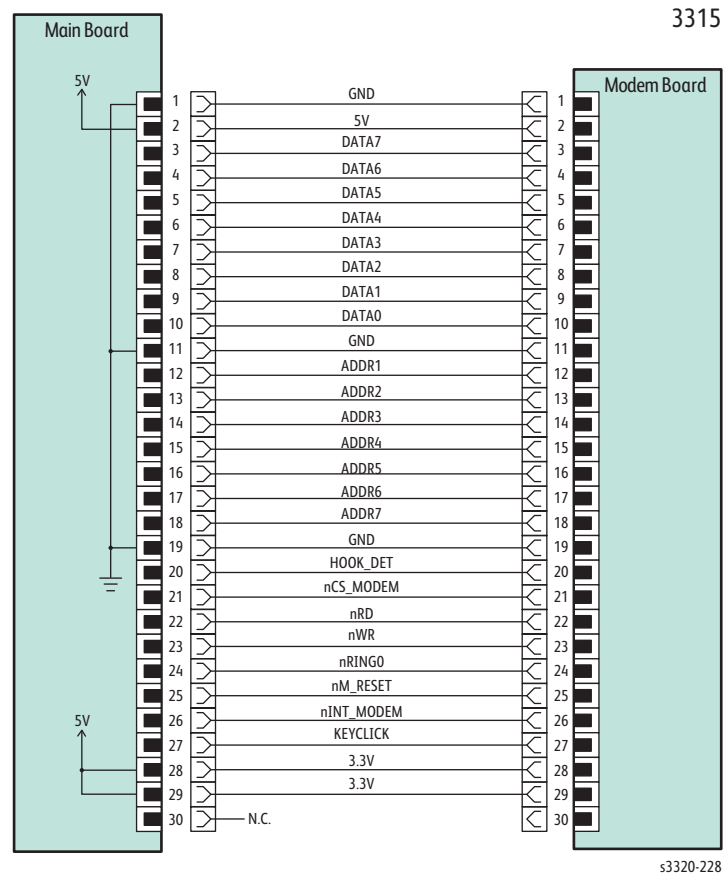 3315
Main Board
Modem Board
5V
1 GND 1
2 5V 2
3 DATA7 3
4 DATA6 4
5 DATA5 5
6 DATA4 6
7 DATA3 7
8 DATA2 8
9 DATA1 9
10 DATA0 10
11 GND 11
12 ADDR1 12
13 ADDR2 13
14 ADDR3 14
15 ADDR4 15
16 ADDR5 16
17 ADDR6 17
18 ADDR7 18
19 GND 19
20 HOOK_DET 20
21 nCS_MODEM 21
22 nRD 22
23 nWR 23
24 nRING0 24
25 nM_RESET 25
26 nINT_MODEM 26
5V
27 KEYCLICK 27
28 3.3V 28
29 3.3V 29
30 N.C. 30
s3320-228